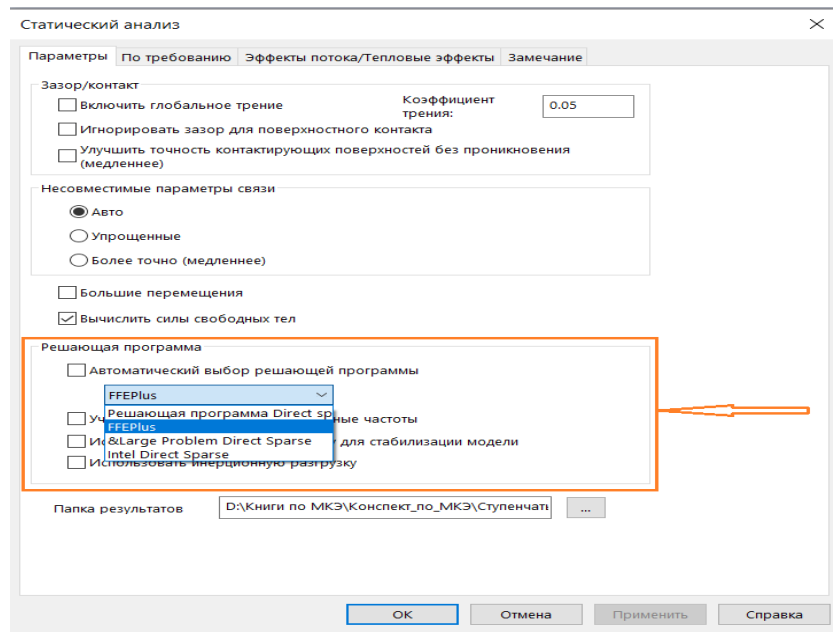 Статический анализ
Параметры По требованию Эффекты потока/Тепловые эффекты Замечание
Зазор/контакт
Включить глобальное трение
Коэффициент
трения:
0.05
Игнорировать зазор для поверхностного контакта
Улучшить точность контактирующих поверхностей без проникновения
(медленнее)
Несовместимые параметры связи
Авто
Упрощенные
Более точно (медленнее)
Большие перемещения
Вычислить силы свободных тел
Решающая программа
Автоматический выбор решающей программы
FFEPlus
Решающая программа Direct sp
FFEPlus
&Large Problem Direct Sparse
Intel Direct Sparse
частоты
для стабилизации модели
Использовать инерционную разгрузку
Папка результатов
D:\Книги по МКЭ\Конспект_по_МКЭ\Ступенчать
...
OK Отмена Применить Справка